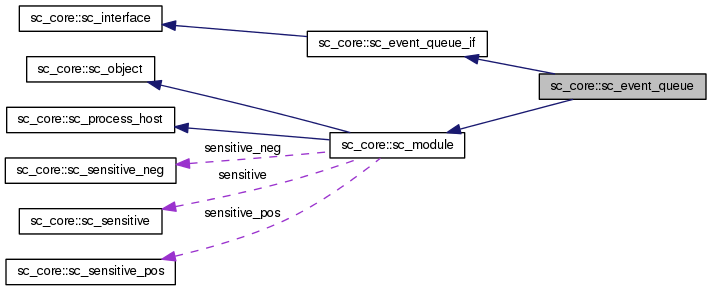 sc_core::sc_interface
sc_core::sc_event_queue_if
sc_core::sc_object
sc_core::sc_event_queue
sc_core::sc_process_host
sc_core::sc_module
sensitive_neg
sc_core::sc_sensitive_neg
sensitive
sensitive_pos
sc_core::sc_sensitive
sc_core::sc_sensitive_pos